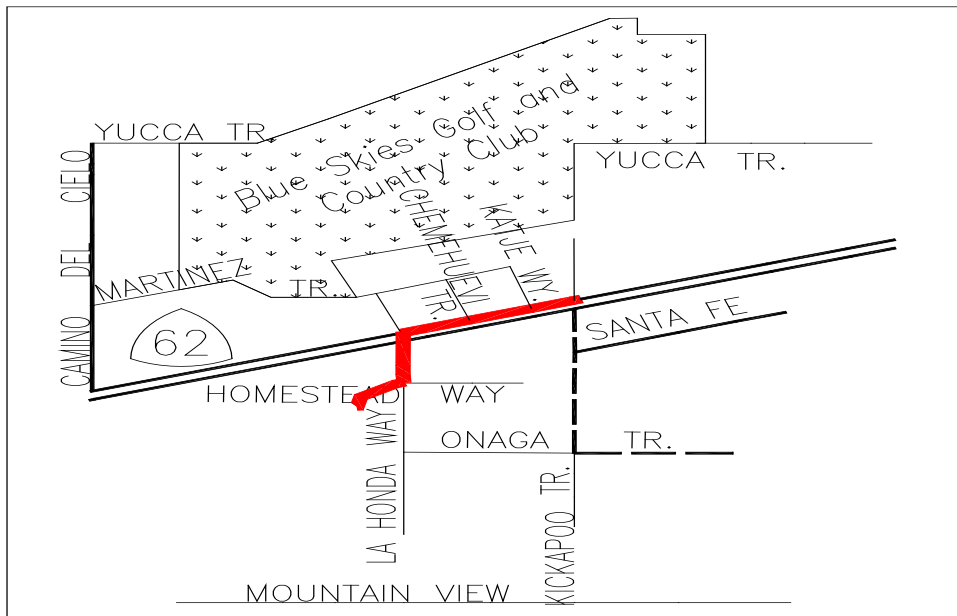 YUCCA TR.
Blue Skies Golf and
Country Club
YUCCA TR.
CAMINO DEL CIELO
CHEMEHUEVI
TR.
KATJE WY.
MARTINEZ TR.
62
SANTA FE
HOMESTEAD WAY
ONAGA TR.
LA HONDA WAY
KICKAPOO TR.
MOUNTAIN VIEW